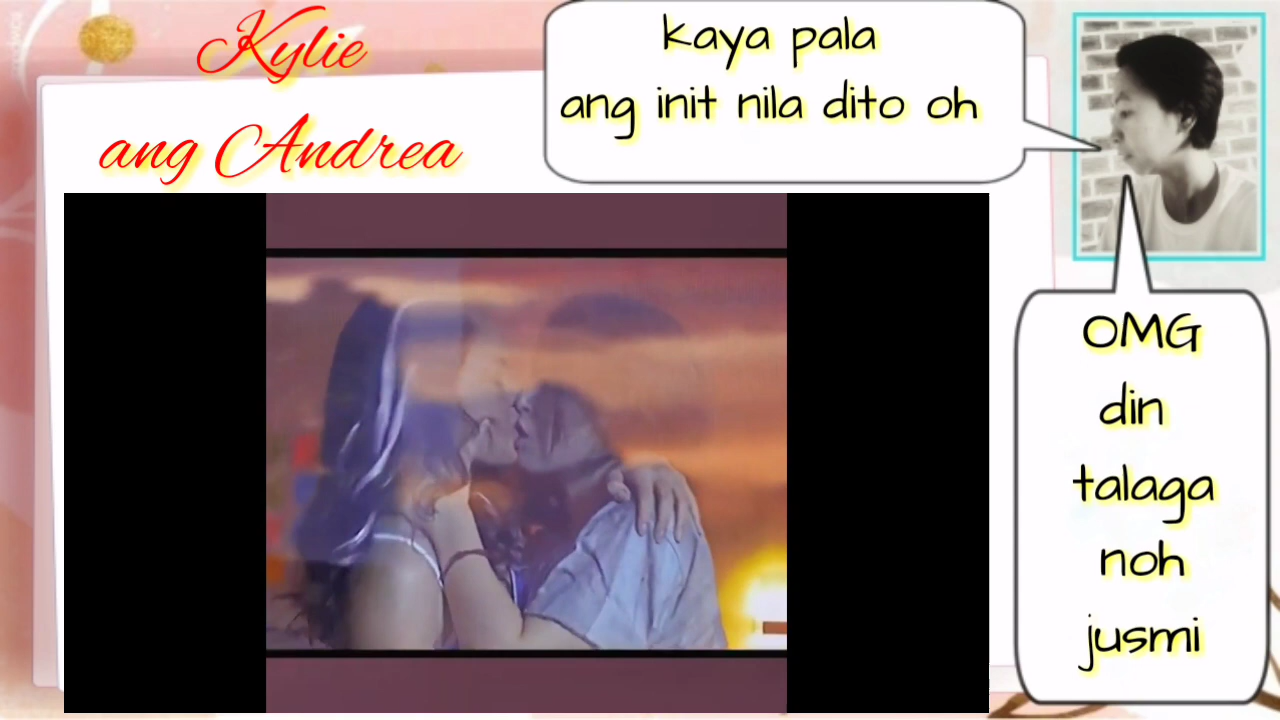 Kylie
ang Andrea
kaya pala
ang init nila dito oh
OMG
din
talaga
noh
jusmi